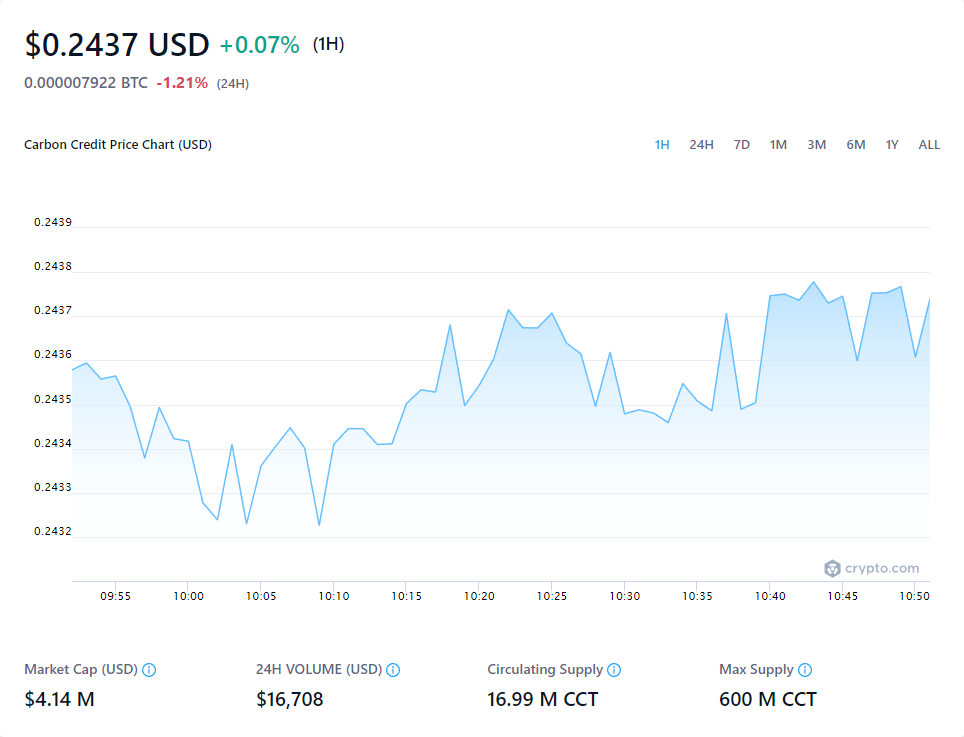 $0.2437 USD +0.07% (1H)
0.000007922 BTC -1.21% (24H)
Carbon Credit Price Chart (USD) 1H 24H 7D 1M 3M 6M 1Y ALL
0.2439
0.2438
0.2437
0.2436
0.2435
0.2434
0.2433
0.2432
crypto.com
09:55 10:00 10:05 10:10 10:15 10:20 10:25 10:30 10:35 10:40 10:45 10:50
Market Cap (USD) 24H VOLUME (USD) Circulating Supply Max Supply
$4.14 M $16,708 16.99 M CCT 600 M CCT